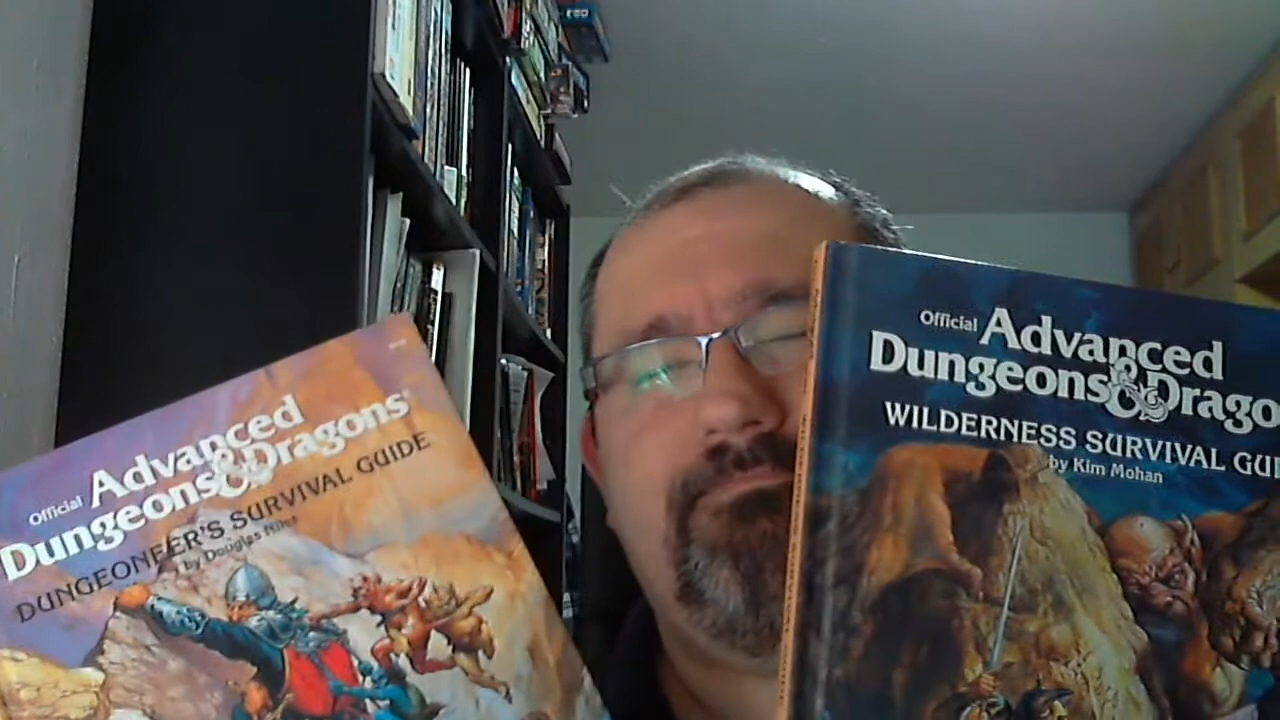 Official Advanced
Dungeons & Dragons®
DUNGEONEER'S SURVIVAL GUIDE
by Douglas Niles
Official Advanced
Dungeons & Drago
WILDERNESS SURVIVAL GUI
by Kim Mohan